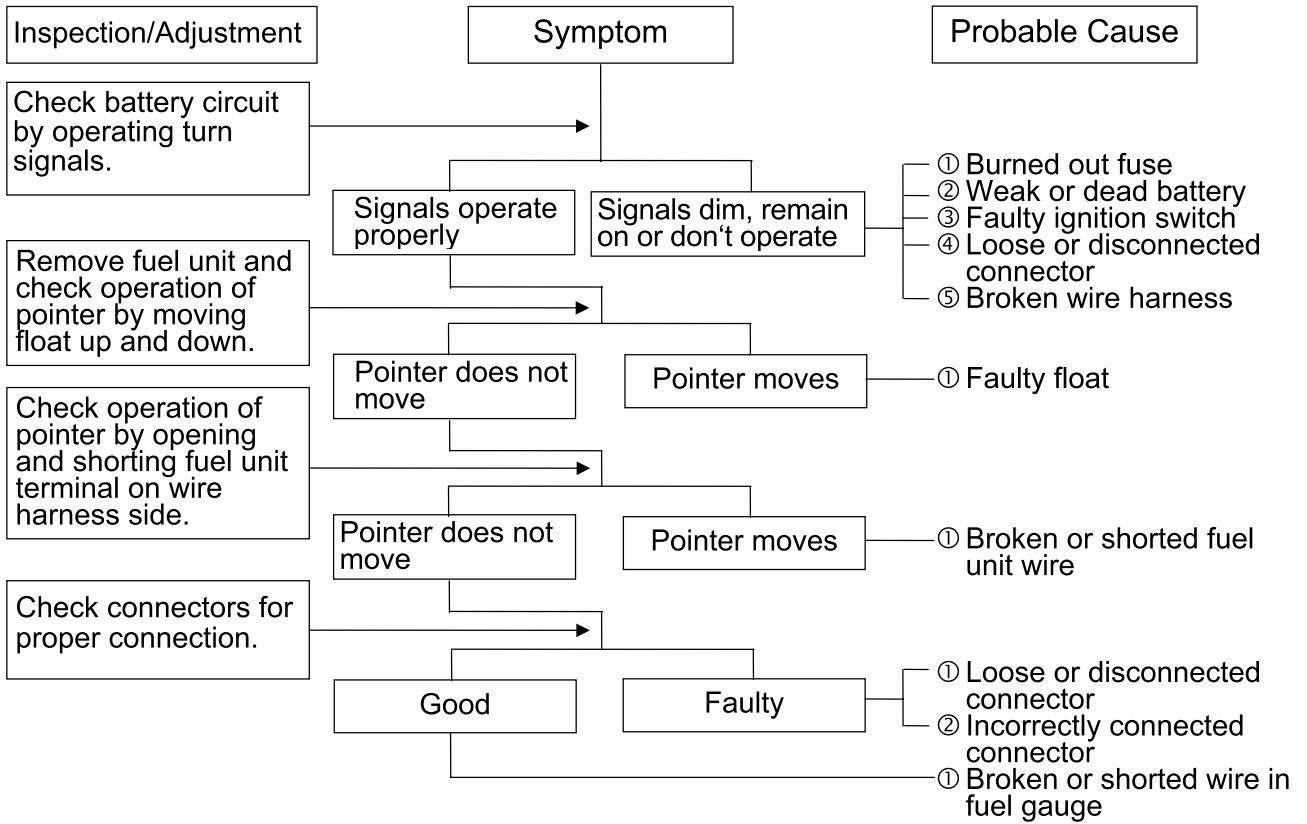 Inspection/Adjustment
Symptom
Probable Cause
Check battery circuit
by operating turn
signals.
Signals operate
properly
Signals dim, remain
on or don‘t operate
① Burned out fuse
② Weak or dead battery
③ Faulty ignition switch
④ Loose or disconnected
connector
⑤ Broken wire harness
Remove fuel unit and
check operation of
pointer by moving
float up and down.
Pointer does not
move
Pointer moves
① Faulty float
Check operation of
pointer by opening
and shorting fuel unit
terminal on wire
harness side.
Pointer does not
move
Pointer moves
① Broken or shorted fuel
unit wire
Check connectors for
proper connection.
Good
Faulty
① Loose or disconnected
connector
② Incorrectly connected
connector
① Broken or shorted wire in
fuel gauge